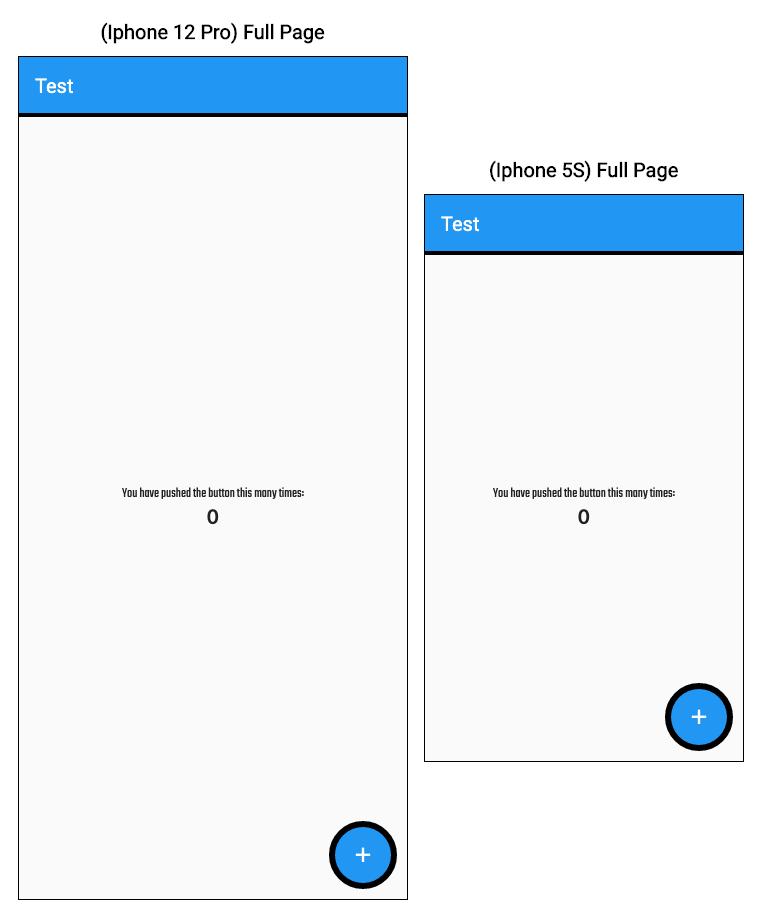 (Iphone 12 Pro) Full Page
Test
You have pushed the button this many times:
0
+
(Iphone 5S) Full Page
Test
You have pushed the button this many times:
0
+